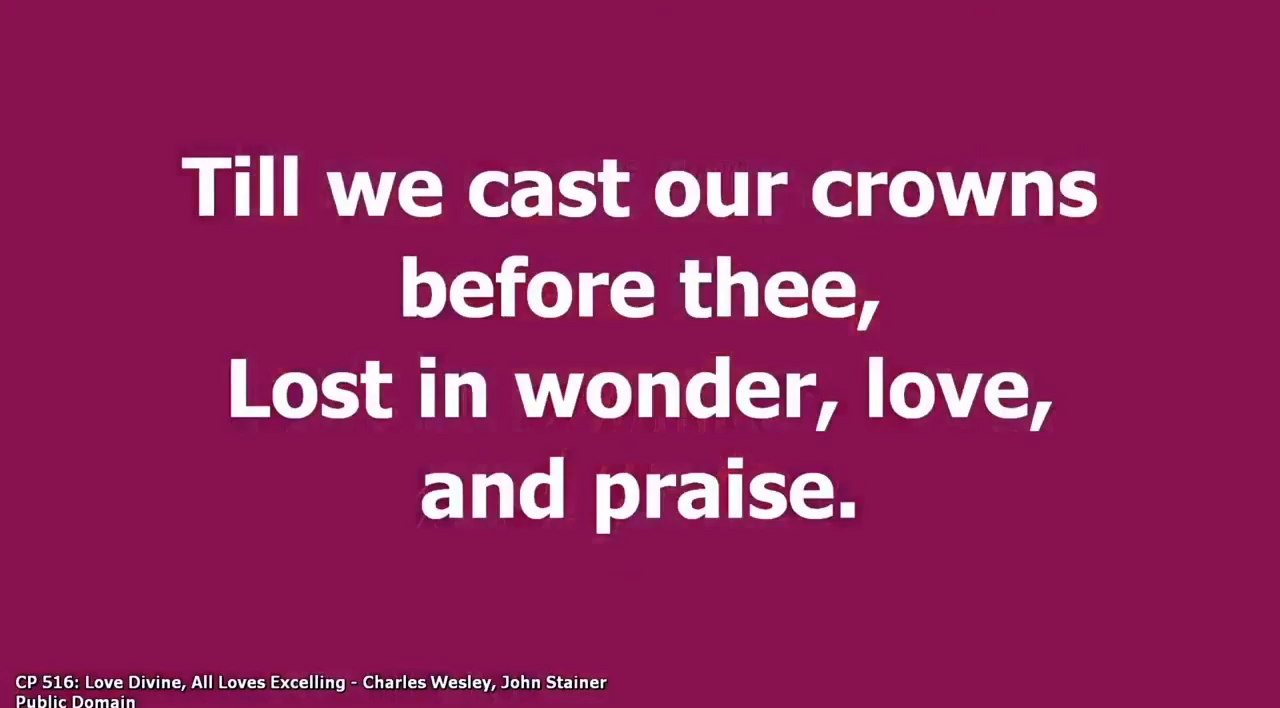 Till we cast our crowns
before thee,
Lost in wonder, love,
and praise.
CP 516: Love Divine, All Loves Excelling - Charles Wesley, John Stainer
Public Domain